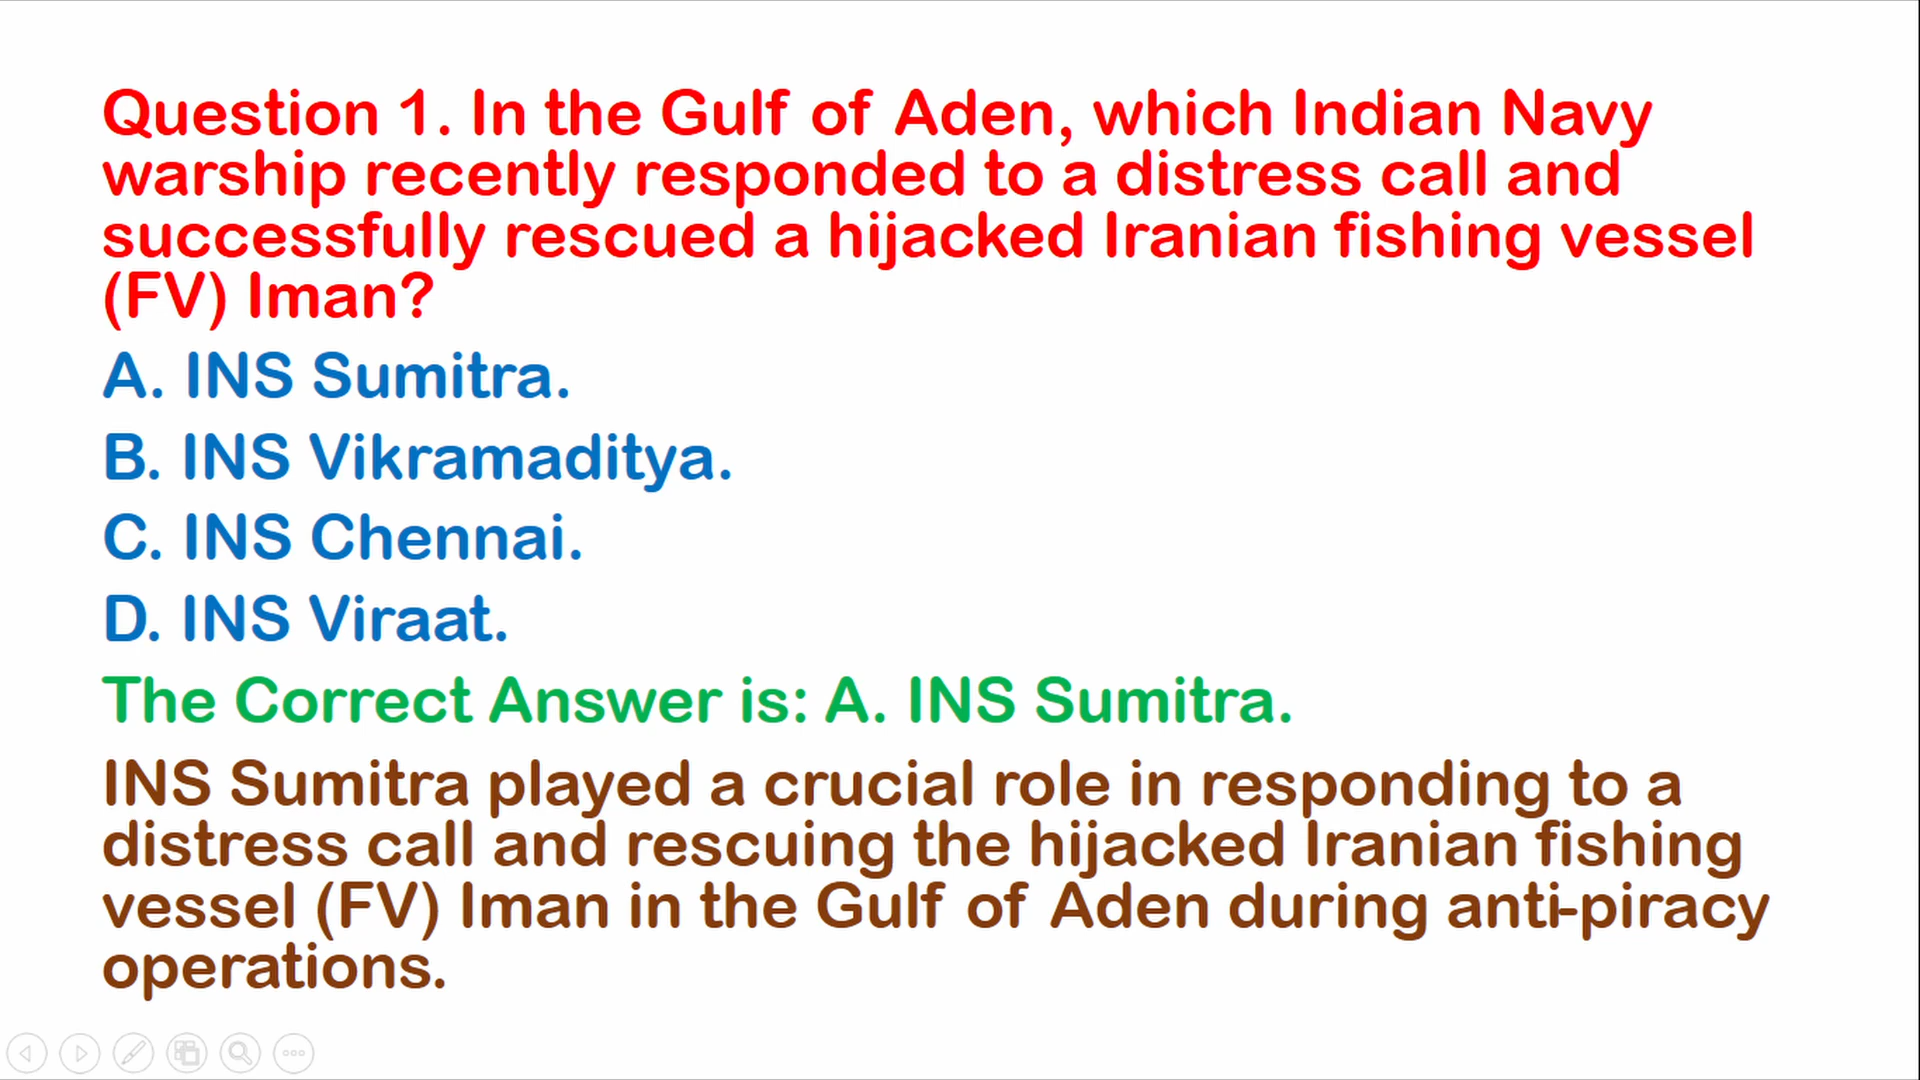 Question 1. In the Gulf of Aden, which Indian Navy
warship recently responded to a distress call and
successfully rescued a hijacked Iranian fishing vessel
(FV) Iman?
A. INS Sumitra.
B. INS Vikramaditya.
C. INS Chennai.
D. INS Viraat.
The Correct Answer is: A. INS Sumitra.
INS Sumitra played a crucial role in responding to a
distress call and rescuing the hijacked Iranian fishing
vessel (FV) Iman in the Gulf of Aden during anti-piracy
operations.